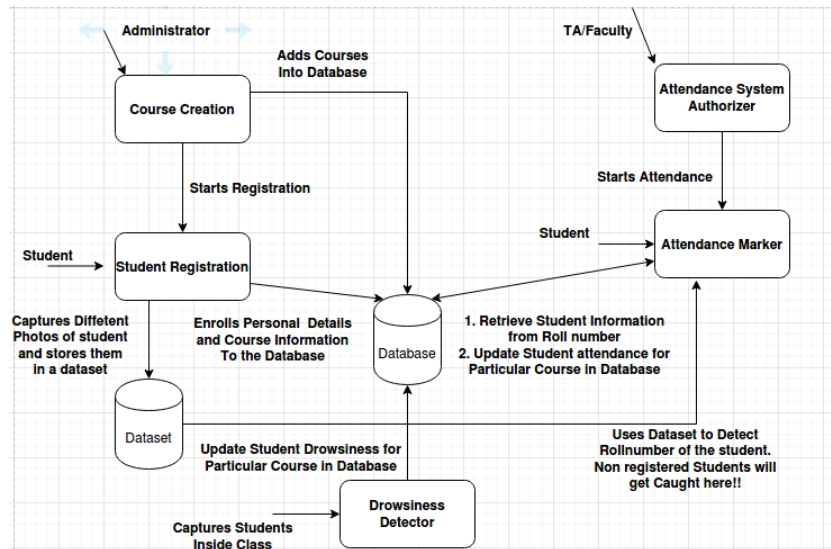 Administrator
TA/Faculty
Adds Courses
Into Database
Course Creation
Attendance System
Authorizer
Starts Registration
Starts Attendance
Student
Student Registration
Student
Attendance Marker
Captures Diffetent
Photos of student
and stores them
in a dataset
Enrolls Personal Details
and Course Information
To the Database
Database
1. Retrieve Student Information
from Roll number
2. Update Student attendance for
Particular Course in Database
Dataset
Update Student Drowsiness for
Particular Course in Database
Uses Dataset to Detect
Rollnumber of the student.
Non registered Students will
get Caught here!!
Drowsiness
Detector
Captures Students
Inside Class